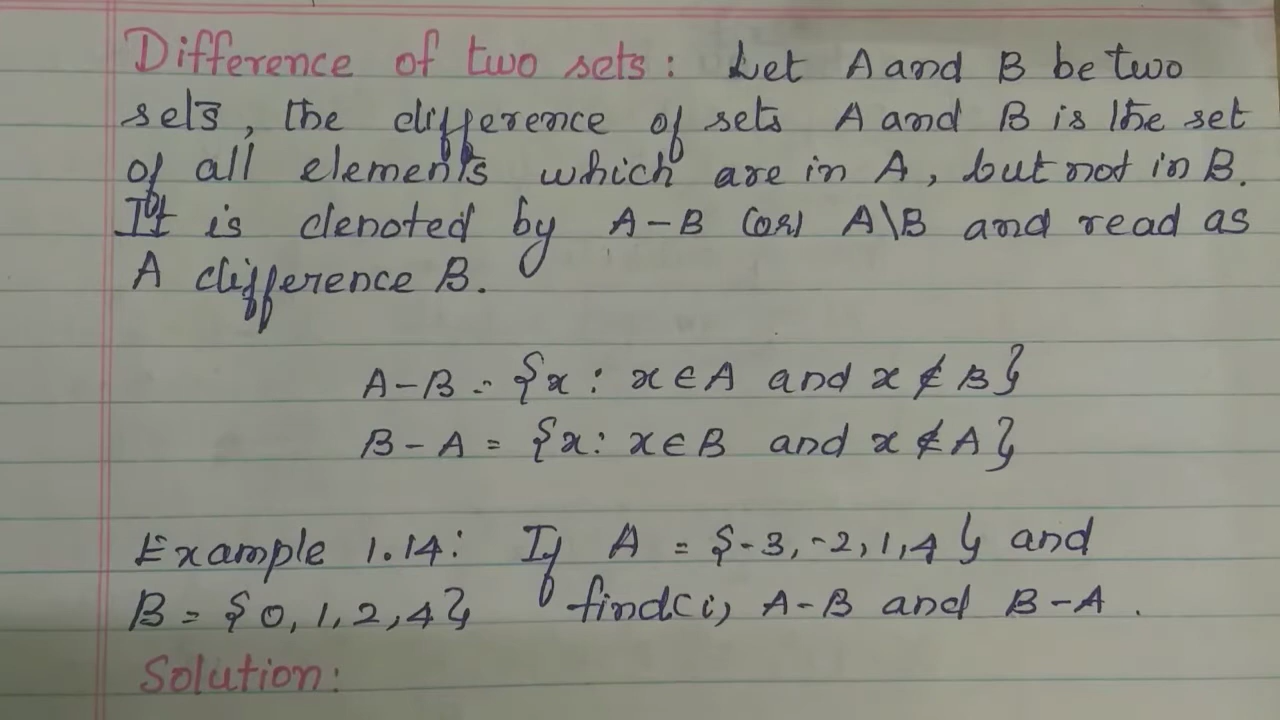 Difference of two sets: Let A and B be two
sets, the difference of sets A and B is the set
of all elements which are in A, but not in B.
It is denoted by A-B (or) A\B and read as
A difference B.
A-B = {x: x∈A and x∉B}
B-A = {x: x∈B and x∉A}
Example 1.14: If A = {-3,-2,1,4} and
B = {0,1,2,4} find(i) A-B and B-A.
Solution: